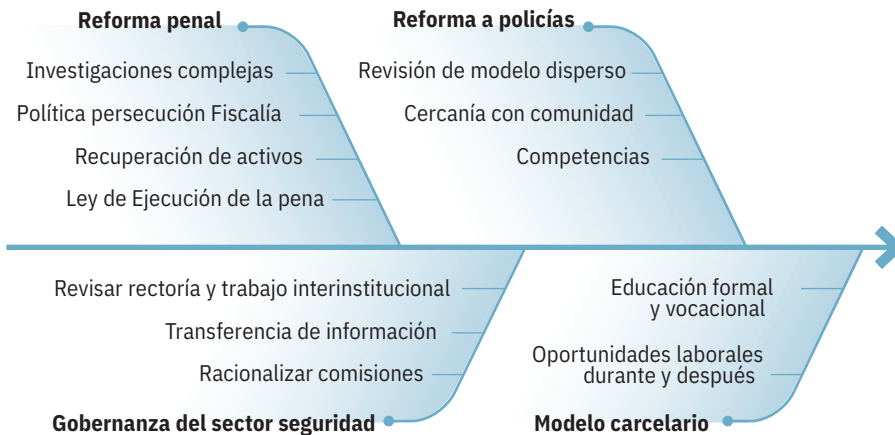 Reforma penal
Investigaciones complejas
Política persecución Fiscalía
Recuperación de activos
Ley de Ejecución de la pena
Reforma a policías
Revisión de modelo disperso
Cercanía con comunidad
Competencias
Revisar rectoría y trabajo interinstitucional
Transferencia de información
Racionalizar comisiones
Gobernanza del sector seguridad
Educación formal
y vocacional
Oportunidades laborales
durante y después
Modelo carcelario